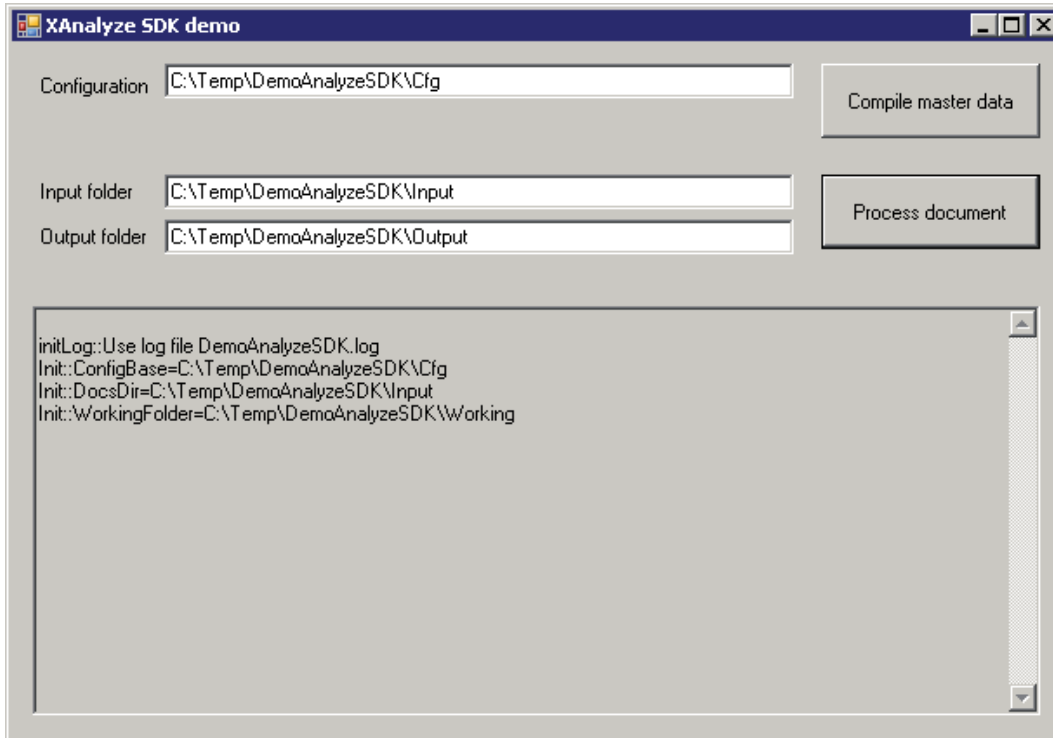 XAnalyze SDK demo
Configuration
C:\Temp\DemoAnalyzeSDK\Cfg
Compile master data
Input folder
C:\Temp\DemoAnalyzeSDK\Input
Process document
Output folder
C:\Temp\DemoAnalyzeSDK\Output
initLog::Use log file DemoAnalyzeSDK.log
Init::ConfigBase=C:\Temp\DemoAnalyzeSDK\Cfg
Init::DocsDir=C:\Temp\DemoAnalyzeSDK\Input
Init::WorkingFolder=C:\Temp\DemoAnalyzeSDK\Working